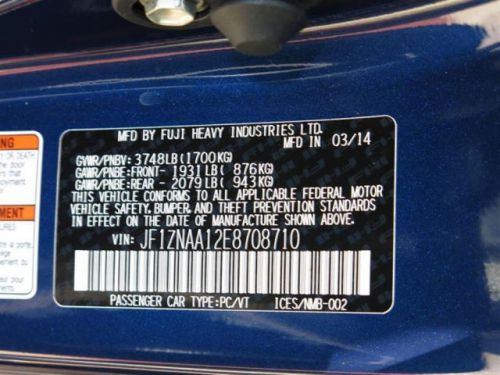 MFD BY FUJI HEAVY INDUSTRIES LTD.
MFD IN 03/14
GVWR/PNBV: 3748LB(1700KG)
GAWR/PNBE:FRONT- 1931LB( 876KG)
GAWR/PNBE:REAR - 2079LB( 943KG)
THIS VEHICLE CONFORMS TO ALL APPLICABLE FEDERAL MOTOR
VEHICLE SAFETY, BUMPER, AND THEFT PREVENTION STANDARDS
IN EFFECT ON THE DATE OF MANUFACTURE SHOWN ABOVE.
VIN: JF1ZNAA12E8708710
PASSENGER CAR TYPE:PC/VT ICES/NMB-002
OR DEATH